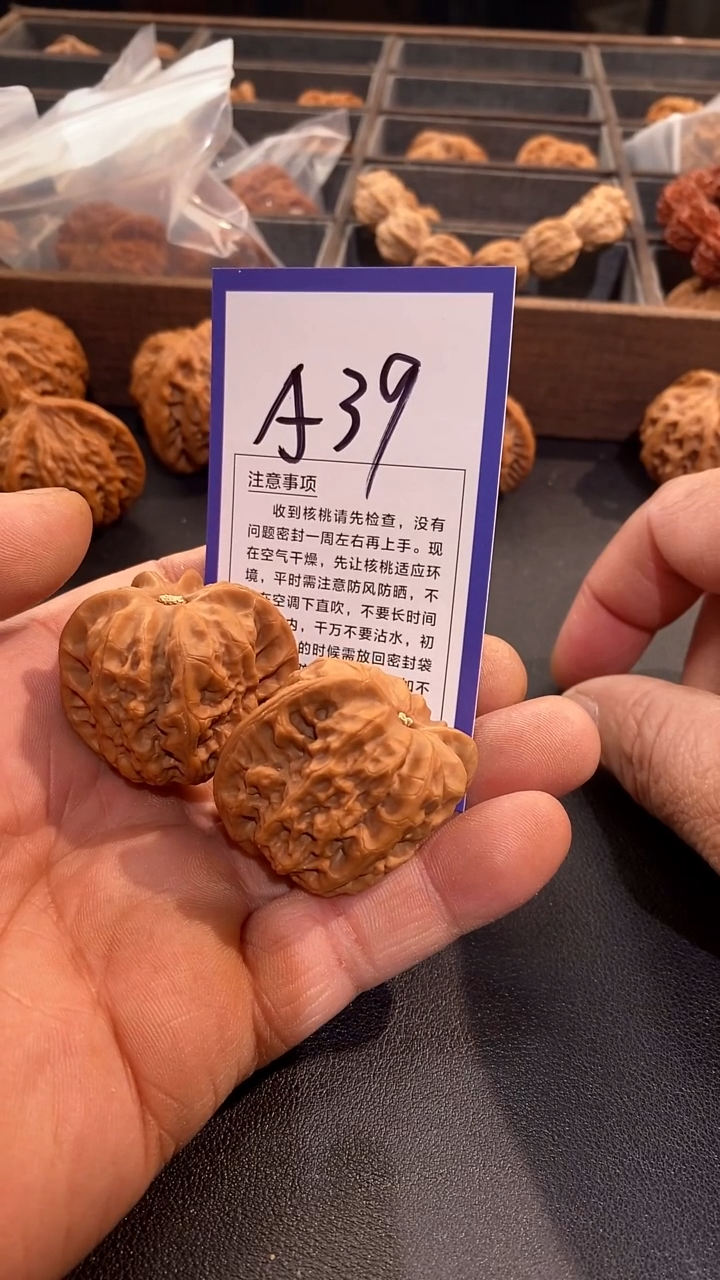 A39
注意事项
收到核桃请先检查，没有
问题密封一周左右再上手。现
在空气干燥，先让核桃适应环
境，平时需注意防风防晒，不
在空调下直吹，不要长时间
内，千万不要沾水，初
的时候需放回密封袋
如不